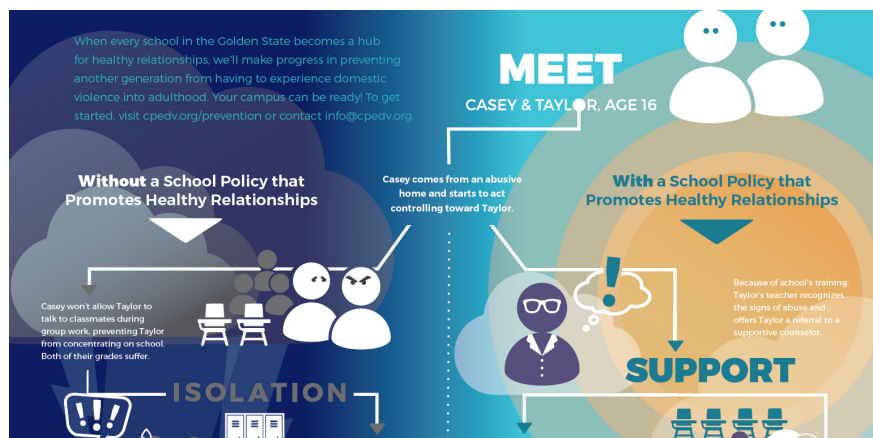 When every school in the Golden State becomes a hub
for healthy relationships, we'll make progress in preventing
another generation from having to experience domestic
violence into adulthood. Your campus can be ready! To get
started, visit cpedv.org/prevention or contact info@cpedv.org.
MEET
CASEY & TAYLOR, AGE 16
Casey comes from an abusive
home and starts to act
controlling toward Taylor.
Without a School Policy that
Promotes Healthy Relationships
With a School Policy that
Promotes Healthy Relationships
Casey won't allow Taylor to
talk to classmates during
group work, preventing Taylor
from concentrating on school.
Both of their grades suffer.
!
Because of school's training,
Taylor's teacher recognizes
the signs of abuse and
offers Taylor a referral to a
supportive counselor.
ISOLATION
SUPPORT
!!!